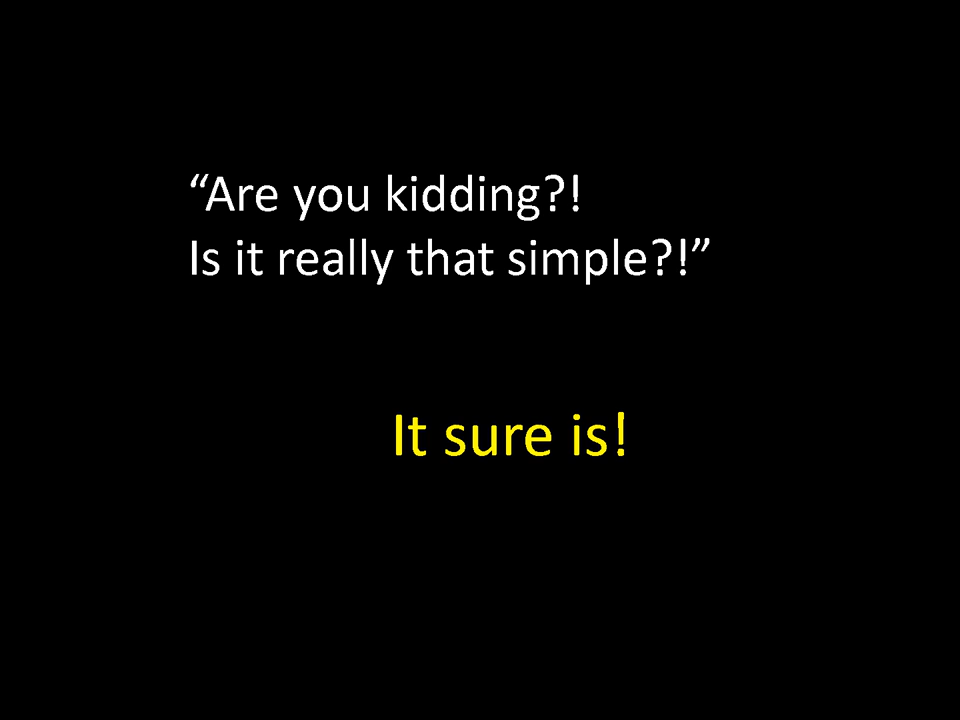 “Are you kidding?!
Is it really that simple?!”
It sure is!